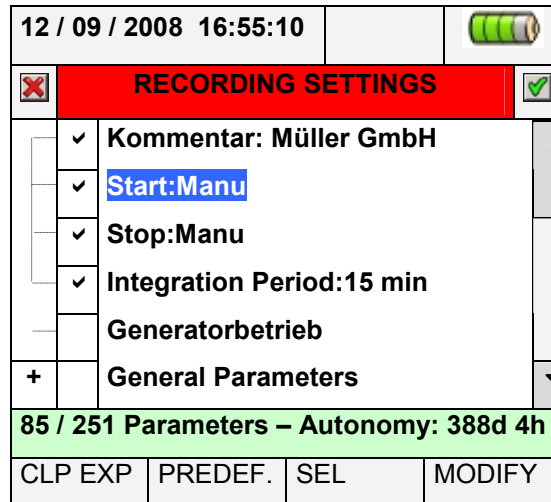 12 / 09 / 2008 16:55:10
RECORDING SETTINGS
Kommentar: Müller GmbH
Start:Manu
Stop:Manu
Integration Period:15 min
Generatorbetrieb
+ General Parameters
85 / 251 Parameters – Autonomy: 388d 4h
CLP EXP PREDEF. SEL MODIFY